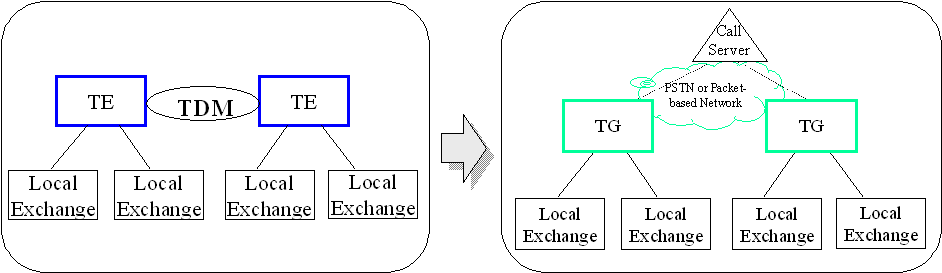 TE
TDM
TE
Local
Exchange
Local
Exchange
Local
Exchange
Local
Exchange
Call
Server
PSTN or Packet-
based Network
TG
TG
Local
Exchange
Local
Exchange
Local
Exchange
Local
Exchange